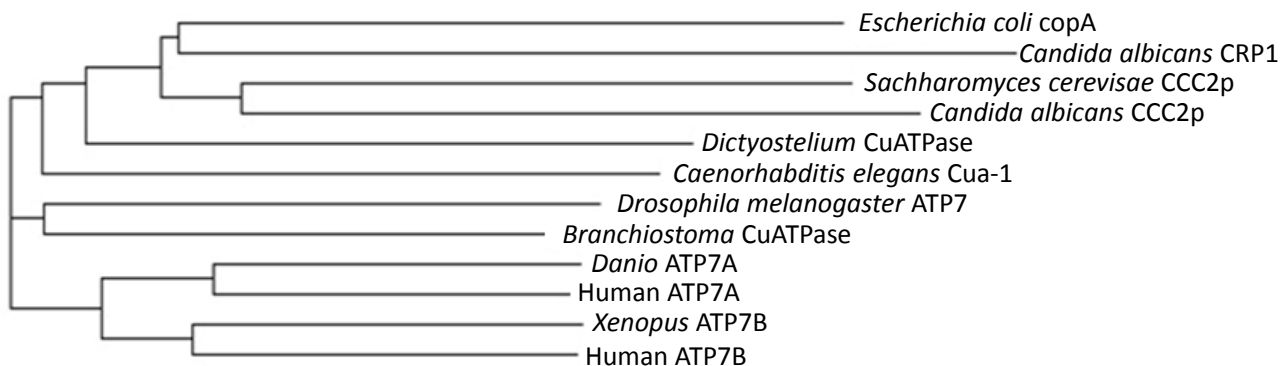 Escherichia coli copA
Candida albicans CRP1
Sachharomyces cerevisae CCC2p
Candida albicans CCC2p
Dictyostelium CuATPase
Caenorhabditis elegans Cua-1
Drosophila melanogaster ATP7
Branchiostoma CuATPase
Danio ATP7A
Human ATP7A
Xenopus ATP7B
Human ATP7B